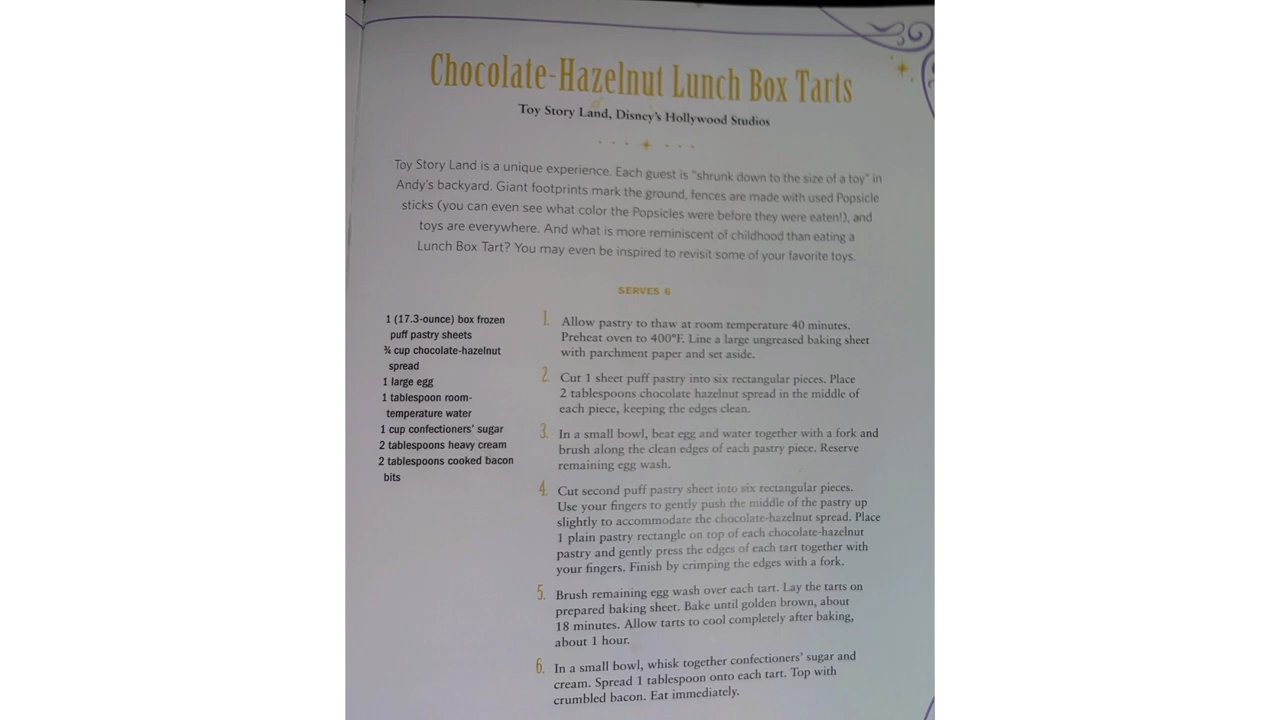 Chocolate-Hazelnut Lunch Box Tarts
Toy Story Land, Disney's Hollywood Studios
Toy Story Land is a unique experience. Each guest is "shrunk down to the size of a toy" in
Andy's backyard. Giant footprints mark the ground, fences are made with used Popsicle
sticks (you can even see what color the Popsicles were before they were eaten!), and
toys are everywhere. And what is more reminiscent of childhood than eating a
Lunch Box Tart? You may even be inspired to revisit some of your favorite toys.
SERVES 6
1 (17.3-ounce) box frozen
puff pastry sheets
¾ cup chocolate-hazelnut
spread
1 large egg
1 tablespoon room-
temperature water
1 cup confectioners' sugar
2 tablespoons heavy cream
2 tablespoons cooked bacon
bits
1. Allow pastry to thaw at room temperature 40 minutes.
Preheat oven to 400°F. Line a large ungreased baking sheet
with parchment paper and set aside.
2. Cut 1 sheet puff pastry into six rectangular pieces. Place
2 tablespoons chocolate hazelnut spread in the middle of
each piece, keeping the edges clean.
3. In a small bowl, beat egg and water together with a fork and
brush along the clean edges of each pastry piece. Reserve
remaining egg wash.
4. Cut second puff pastry sheet into six rectangular pieces.
Use your fingers to gently push the middle of the pastry up
slightly to accommodate the chocolate-hazelnut spread. Place
1 plain pastry rectangle on top of each chocolate-hazelnut
pastry and gently press the edges of each tart together with
your fingers. Finish by crimping the edges with a fork.
5. Brush remaining egg wash over each tart. Lay the tarts on
prepared baking sheet. Bake until golden brown, about
18 minutes. Allow tarts to cool completely after baking,
about 1 hour.
6. In a small bowl, whisk together confectioners' sugar and
cream. Spread 1 tablespoon onto each tart. Top with
crumbled bacon. Eat immediately.